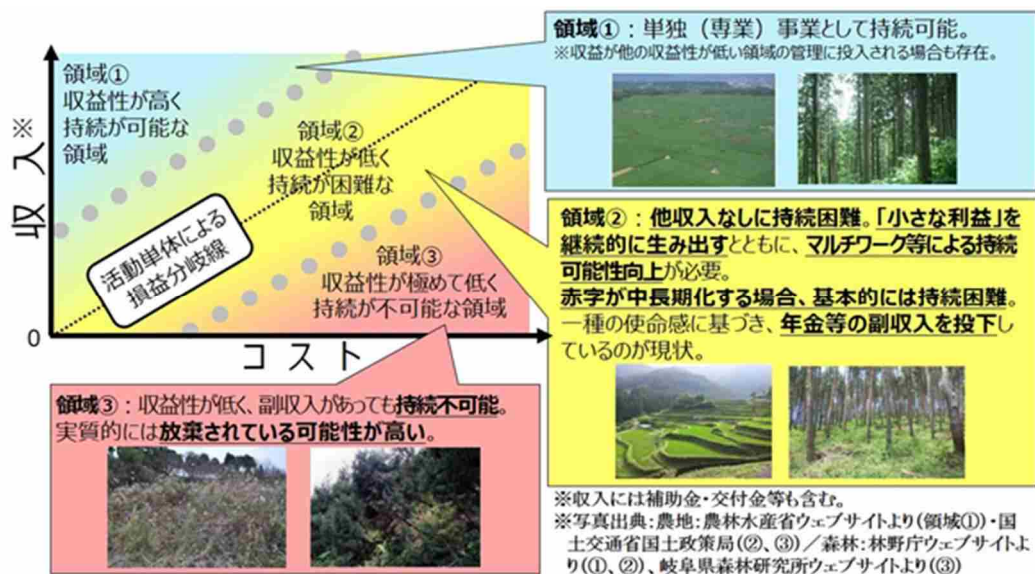 収入※
領域①
収益性が高く
持続が可能な
領域
領域②
収益性が低く
持続が困難な
領域
活動単体による
損益分岐線
領域③
収益性が極めて低く
持続が不可能な領域
0
コスト
領域①：単独（専業）事業として持続可能。
※収益が他の収益性が低い領域の管理に投入される場合も存在。
領域②：他収入なしに持続困難。「小さな利益」を
継続的に生み出すとともに、マルチワーク等による持続
可能性向上が必要。
赤字が中長期化する場合、基本的には持続困難。
一種の使命感に基づき、年金等の副収入を投下し
ているのが現状。
領域③：収益性が低く、副収入があっても持続不可能。
実質的には放棄されている可能性が高い。
※収入には補助金・交付金等も含む。
※写真出典：農地：農林水産省ウェブサイトより(領域①)・国
土交通省国土政策局(②、③)／森林：林野庁ウェブサイトよ
り(①、②)、岐阜県森林研究所ウェブサイトより(③)